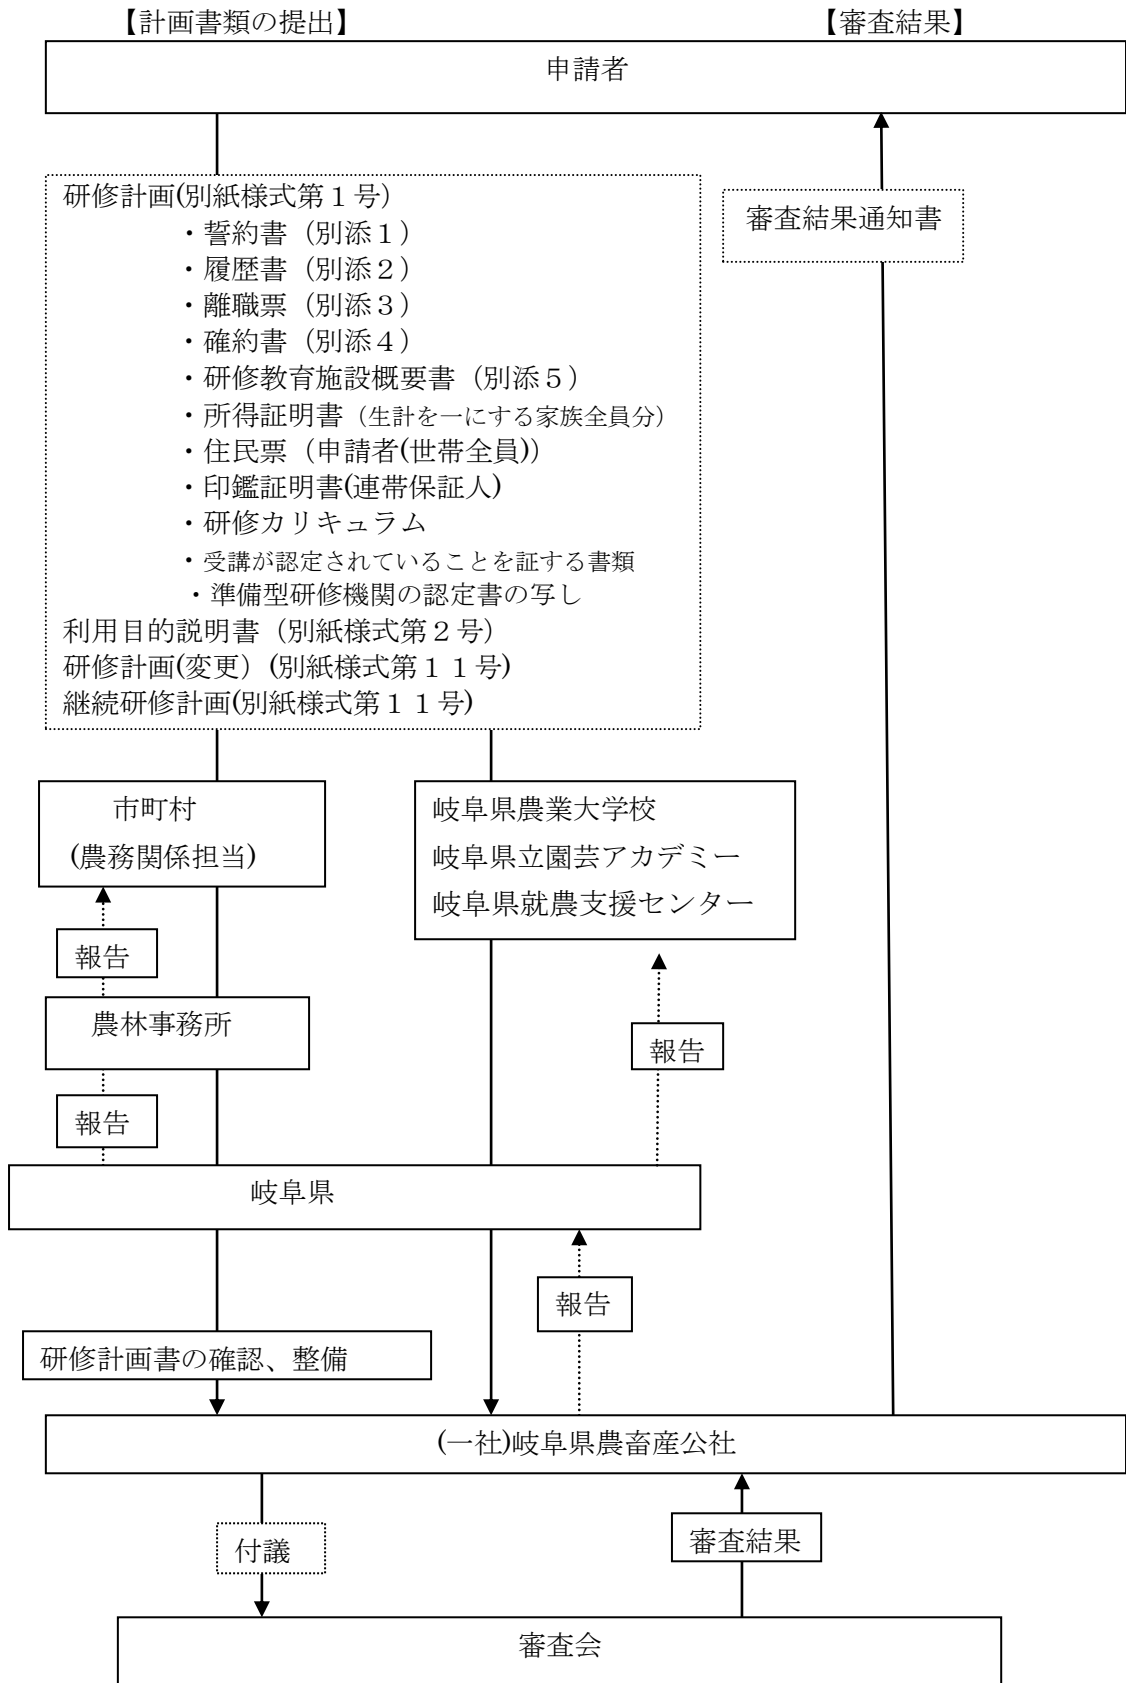 【計画書類の提出】
【審査結果】
申請者
研修計画(別紙様式第１号)
・誓約書（別添１）
・履歴書（別添２）
・離職票（別添３）
・確約書（別添４）
・研修教育施設概要書（別添５）
・所得証明書（生計を一にする家族全員分）
・住民票（申請者(世帯全員)）
・印鑑証明書(連帯保証人)
・研修カリキュラム
・受講が認定されていることを証する書類
・準備型研修機関の認定書の写し
利用目的説明書（別紙様式第２号）
研修計画(変更）(別紙様式第１１号)
継続研修計画(別紙様式第１１号)
審査結果通知書
市町村
(農務関係担当)
岐阜県農業大学校
岐阜県立園芸アカデミー
岐阜県就農支援センター
報告
農林事務所
報告
報告
岐阜県
報告
研修計画書の確認、整備
(一社)岐阜県農畜産公社
付議
審査結果
審査会